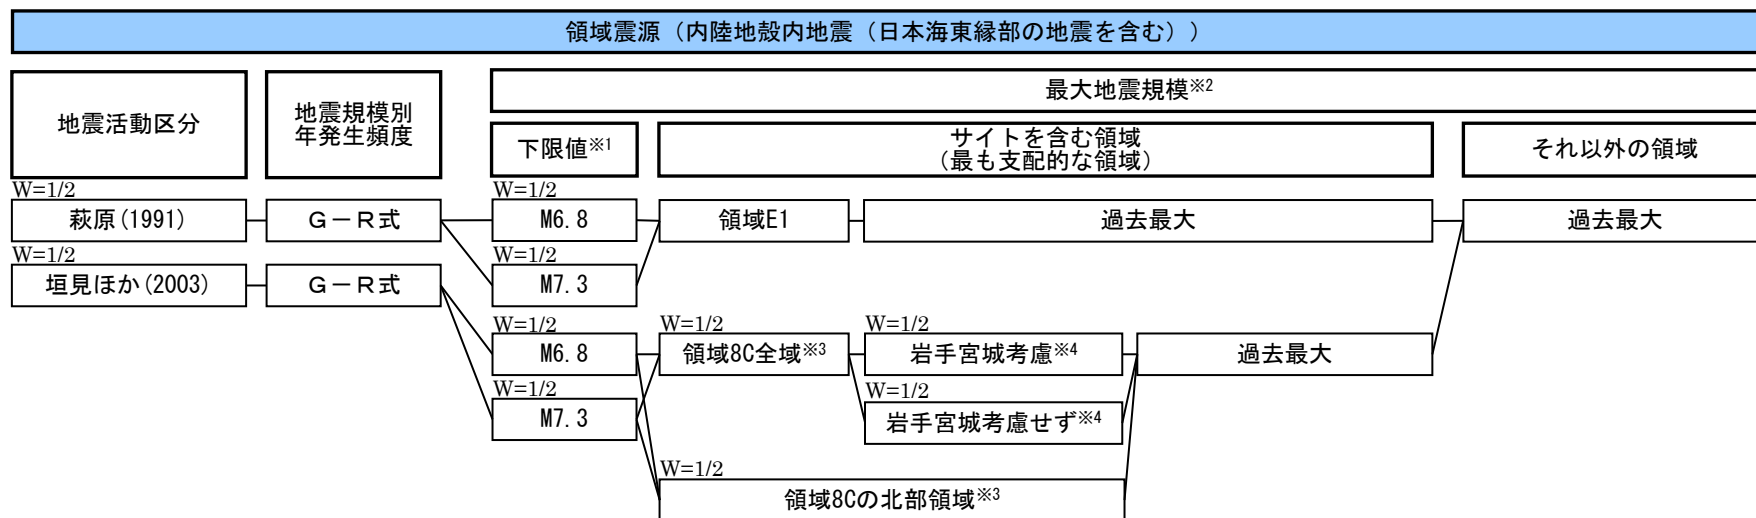 領域震源（内陸地殻内地震（日本海東縁部の地震を含む））
地震活動区分
地震規模別
年発生頻度
最大地震規模※2
下限値※1
サイトを含む領域
（最も支配的な領域）
それ以外の領域
W=1/2
W=1/2
萩原(1991)
G－R式
M6.8
領域E1
過去最大
過去最大
W=1/2
W=1/2
垣見ほか(2003)
G－R式
M7.3
W=1/2
W=1/2
W=1/2
M6.8
領域8C全域※3
岩手宮城考慮※4
過去最大
W=1/2
W=1/2
M7.3
岩手宮城考慮せず※4
W=1/2
領域8Cの北部領域※3